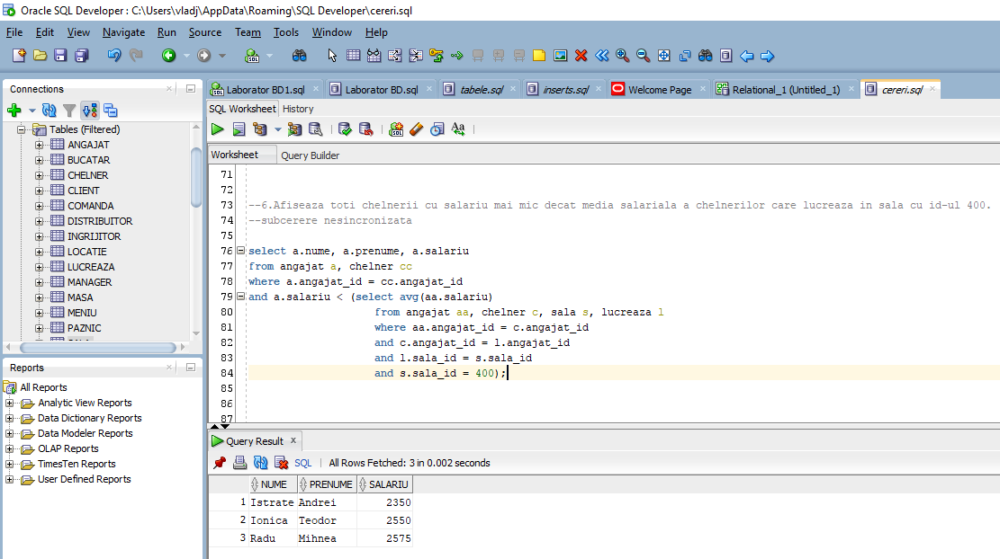 Oracle SQL Developer : C:\Users\vladj\AppData\Roaming\SQL Developer\cereri.sql
File Edit View Navigate Run Source Team Tools Window Help
Connections
Tables (Filtered)
ANGAJAT
BUCATAR
CHELNER
CLIENT
COMANDA
DISTRIBUITOR
INGRIJITOR
LOCATIE
LUCREAZA
MANAGER
MASA
MENIU
PAZNIC
Reports
All Reports
Analytic View Reports
Data Dictionary Reports
Data Modeler Reports
OLAP Reports
TimesTen Reports
User Defined Reports
Laborator BD1.sql Laborator BD.sql tabele.sql inserts.sql Welcome Page Relational_1 (Untitled_1) cereri.sql
SQL Worksheet History
Worksheet Query Builder
71
72
73 --6.Afiseaza toti chelnerii cu salariu mai mic decat media salariala a chelnerilor care lucreaza in sala cu id-ul 400.
74 --subcerere nesincronizata
75
76 select a.nume, a.prenume, a.salariu
77 from angajat a, chelner cc
78 where a.angajat_id = cc.angajat_id
79 and a.salariu < (select avg(aa.salariu)
80 from angajat aa, chelner c, sala s, lucreaza l
81 where aa.angajat_id = c.angajat_id
82 and c.angajat_id = l.angajat_id
83 and l.sala_id = s.sala_id
84 and s.sala_id = 400);
85
86
87
Query Result
SQL | All Rows Fetched: 3 in 0.002 seconds
NUME PRENUME SALARIU
1 Istrate Andrei 2350
2 Ionica Teodor 2550
3 Radu Mihnea 2575